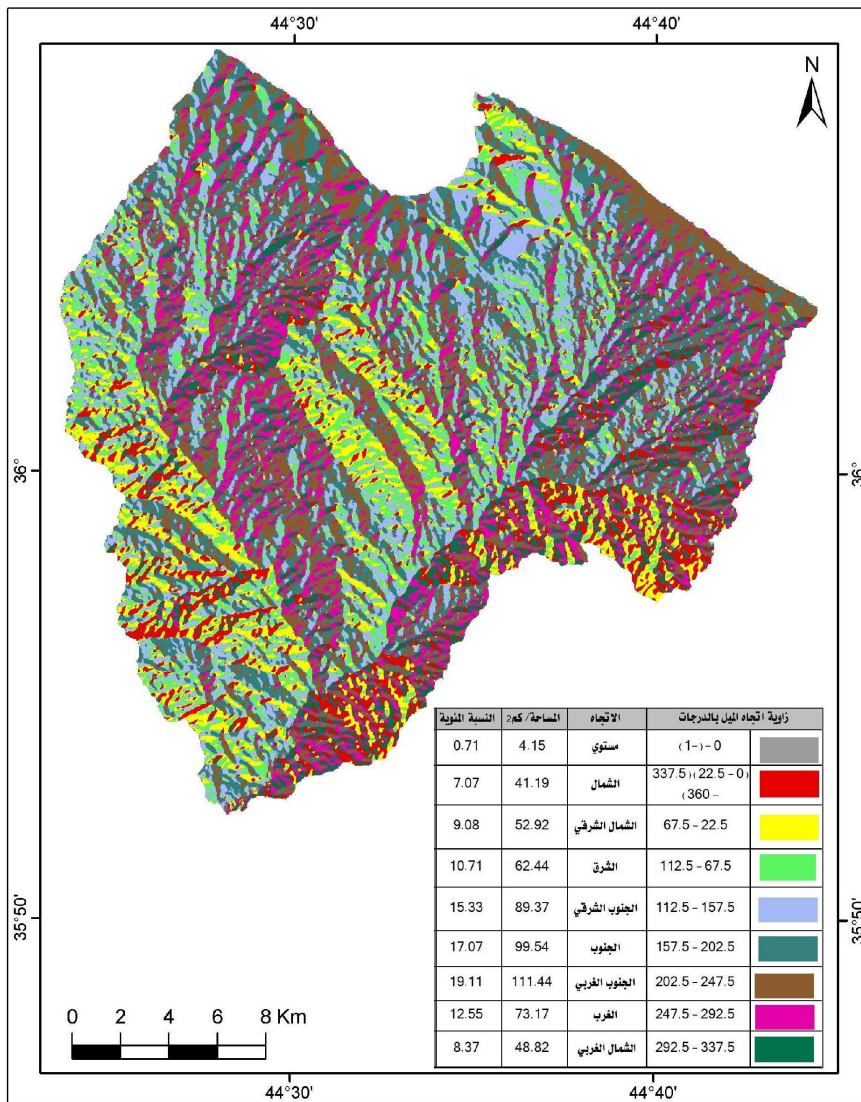 44°30'
44°40'
N
36°
36°
زاوية اتجاه الميل بالدرجات الاتجاه المساحة/كم2 النسبة المئوية
0 - (-1) مستوي 4.15 0.71
(0 - 22.5) (337.5 الشمال 41.19 7.07
- 360)
22.5 - 67.5 الشمال الشرقي 52.92 9.08
67.5 - 112.5 الشرق 62.44 10.71
112.5 - 157.5 الجنوب الشرقي 89.37 15.33
157.5 - 202.5 الجنوب 99.54 17.07
202.5 - 247.5 الجنوب الغربي 111.44 19.11
247.5 - 292.5 الغرب 73.17 12.55
292.5 - 337.5 الشمال الغربي 48.82 8.37
35°50'
35°50'
0 2 4 6 8 Km
44°30'
44°40'